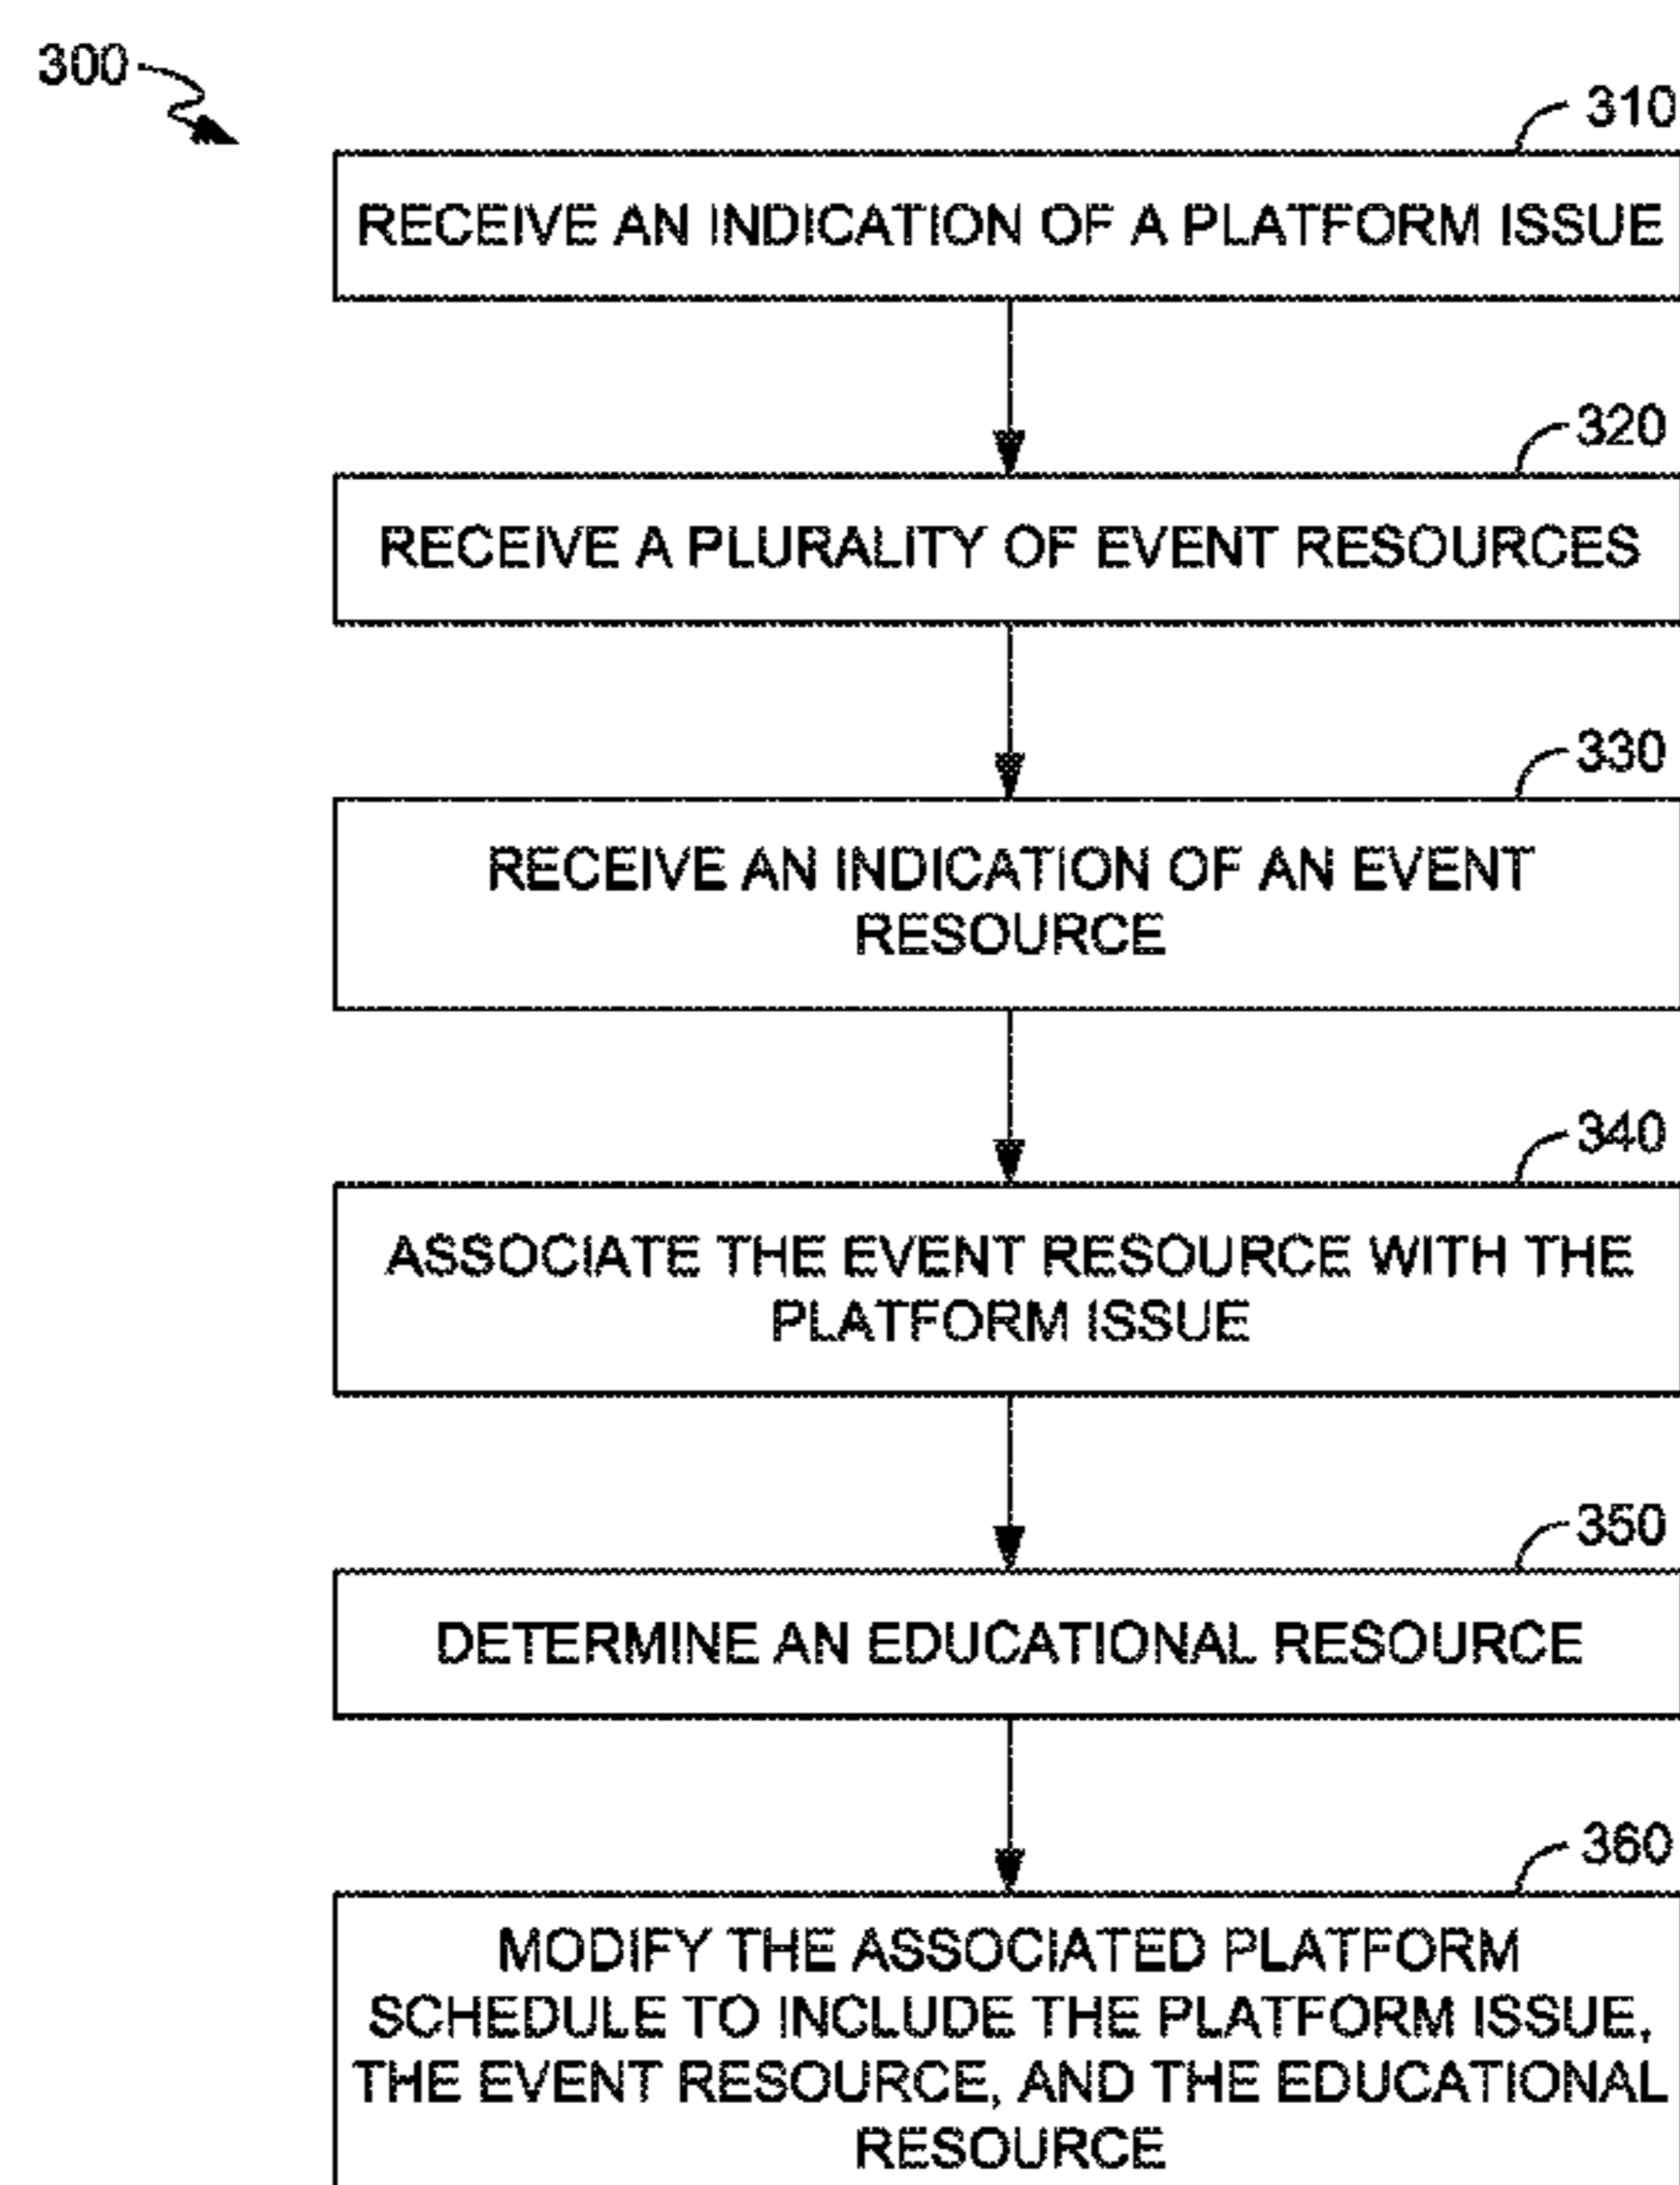 300
310
RECEIVE AN INDICATION OF A PLATFORM ISSUE
320
RECEIVE A PLURALITY OF EVENT RESOURCES
330
RECEIVE AN INDICATION OF AN EVENT
RESOURCE
340
ASSOCIATE THE EVENT RESOURCE WITH THE
PLATFORM ISSUE
350
DETERMINE AN EDUCATIONAL RESOURCE
360
MODIFY THE ASSOCIATED PLATFORM
SCHEDULE TO INCLUDE THE PLATFORM ISSUE,
THE EVENT RESOURCE, AND THE EDUCATIONAL
RESOURCE